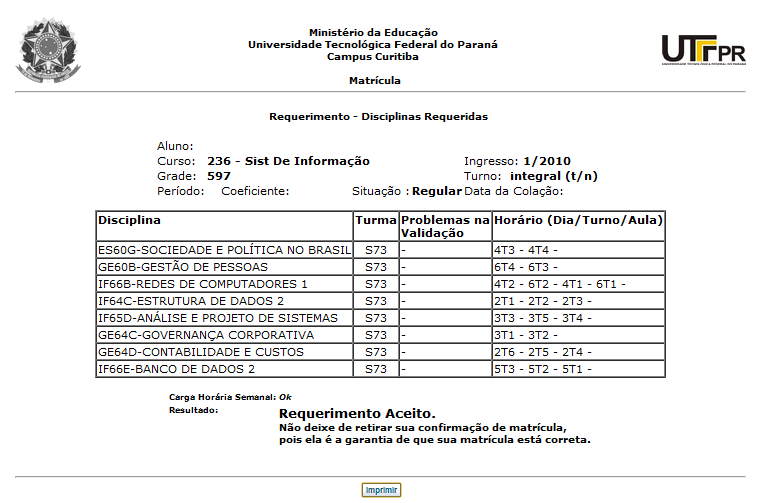 Ministério da Educação
Universidade Tecnológica Federal do Paraná
Campus Curitiba
UTFPR
UNIVERSIDADE TECNOLÓGICA FEDERAL DO PARANÁ
Matrícula
Requerimento - Disciplinas Requeridas
Aluno:
Curso: 236 - Sist De Informação Ingresso: 1/2010
Grade: 597 Turno: integral (t/n)
Período: Coeficiente: Situação : Regular Data da Colação:
Disciplina Turma Problemas na Validação Horário (Dia/Turno/Aula)
ES60G-SOCIEDADE E POLÍTICA NO BRASIL S73 - 4T3 - 4T4 -
GE60B-GESTÃO DE PESSOAS S73 - 6T4 - 6T3 -
IF66B-REDES DE COMPUTADORES 1 S73 - 4T2 - 6T2 - 4T1 - 6T1 -
IF64C-ESTRUTURA DE DADOS 2 S73 - 2T1 - 2T2 - 2T3 -
IF65D-ANÁLISE E PROJETO DE SISTEMAS S73 - 3T3 - 3T5 - 3T4 -
GE64C-GOVERNANÇA CORPORATIVA S73 - 3T1 - 3T2 -
GE64D-CONTABILIDADE E CUSTOS S73 - 2T6 - 2T5 - 2T4 -
IF66E-BANCO DE DADOS 2 S73 - 5T3 - 5T2 - 5T1 -
Carga Horária Semanal: Ok
Resultado: Requerimento Aceito.
Não deixe de retirar sua confirmação de matrícula,
pois ela é a garantia de que sua matrícula está correta.
Imprimir